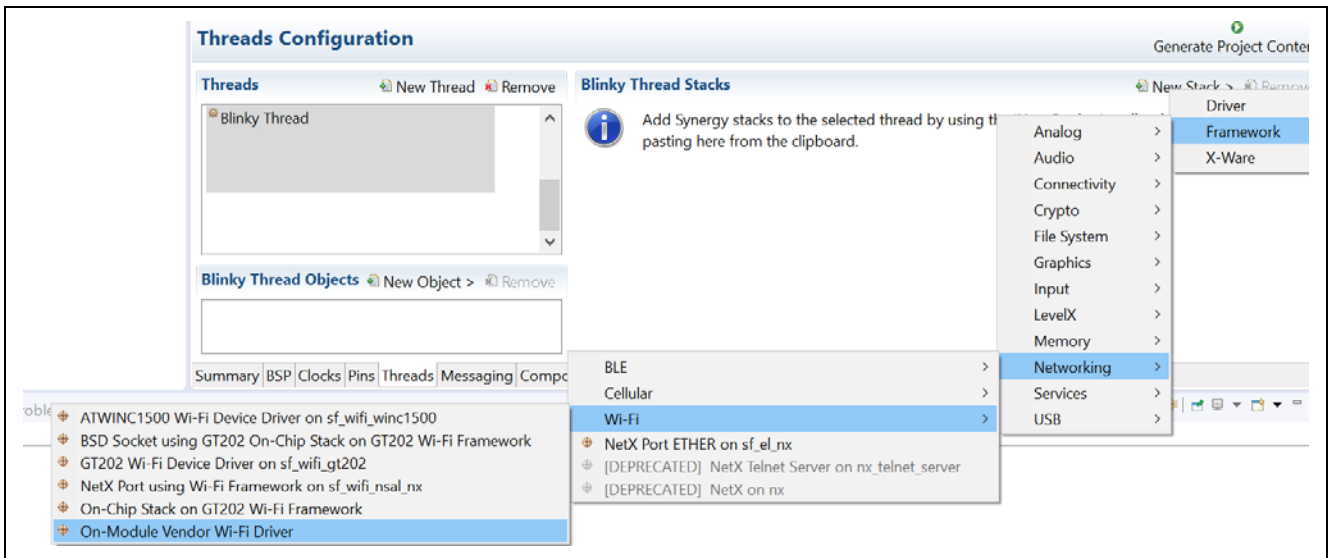 Threads Configuration
Generate Project Conte
Threads
New Thread
Remove
Blinky Thread Stacks
New Stack >
Remov
Blinky Thread
Add Synergy stacks to the selected thread by using th
pasting here from the clipboard.
Driver
Framework
X-Ware
Analog
Audio
Connectivity
Crypto
File System
Graphics
Input
LevelX
Memory
Networking
Services
USB
Blinky Thread Objects
New Object >
Remove
Summary BSP Clocks Pins Threads Messaging Compo
BLE
Cellular
Wi-Fi
NetX Port ETHER on sf_el_nx
[DEPRECATED] NetX Telnet Server on nx_telnet_server
[DEPRECATED] NetX on nx
ATWINC1500 Wi-Fi Device Driver on sf_wifi_winc1500
BSD Socket using GT202 On-Chip Stack on GT202 Wi-Fi Framework
GT202 Wi-Fi Device Driver on sf_wifi_gt202
NetX Port using Wi-Fi Framework on sf_wifi_nsal_nx
On-Chip Stack on GT202 Wi-Fi Framework
On-Module Vendor Wi-Fi Driver